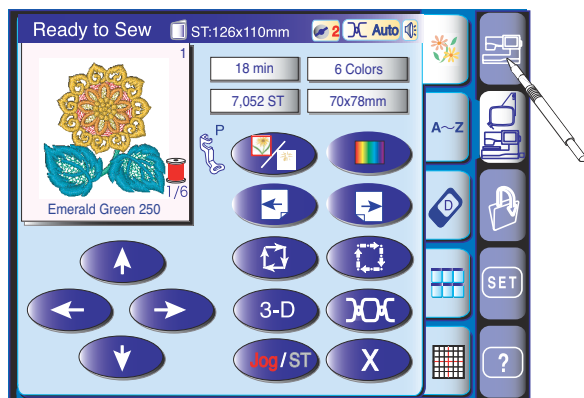 Ready to Sew ST:126x110mm 2 Auto
1
18 min 6 Colors
7,052 ST 70x78mm
A~Z
P
1/6
Emerald Green 250
D
SET
3-D
Jog/ST X
?